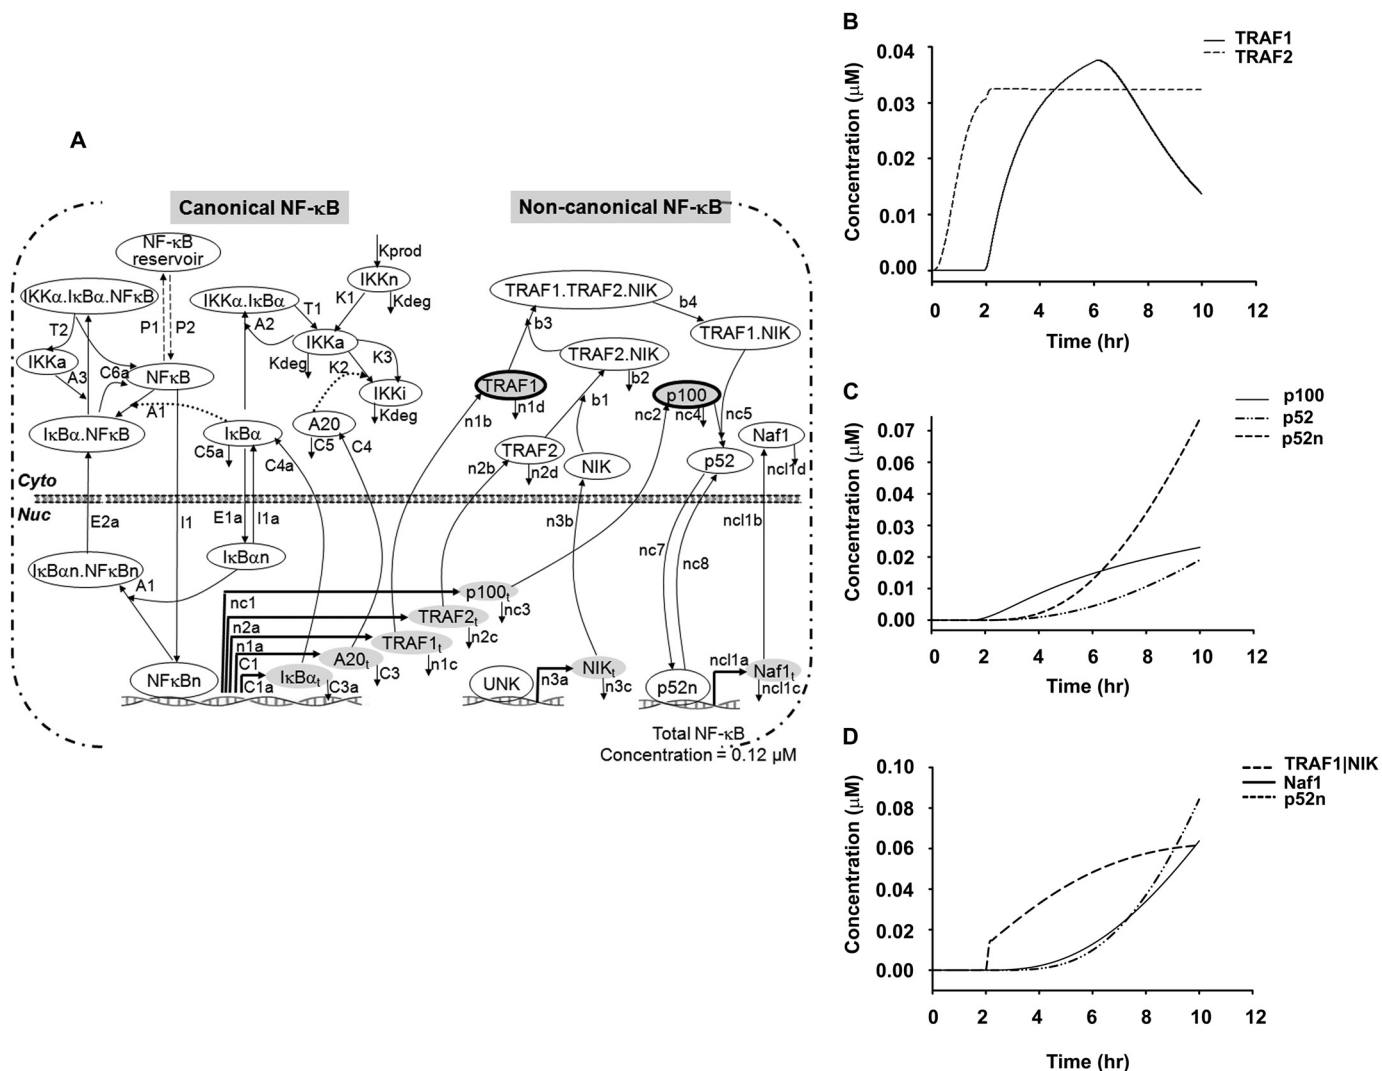 A
Canonical NF-κB
Non-canonical NF-κB
NF-κB
reservoir
Kprod
IKKn
Kdeg
K1
IKKα.IκBα.NFκB
IKKα.IκBα
T1
P1
P2
A2
T2
IKKa
K3
Kdeg
K2
IKKa
A3
C6a
NFκB
IKKi
Kdeg
A1
A20
IκBα.NFκB
IκBα
C5
C4
C5a
C4a
TRAF1.TRAF2.NIK
b4
b3
TRAF1.NIK
TRAF2.NIK
b2
TRAF1
n1d
n1b
b1
p100
nc2
nc4
nc5
Naf1
TRAF2
n2b
n2d
NIK
p52
ncl1d
Cyto
Nuc
E2a
I1
E1a
I1a
n3b
ncl1b
nc7
nc8
IκBαn
IκBαn.NFκBn
A1
nc1
p100t
nc3
n2a
TRAF2t
n2c
n1a
TRAF1t
n1c
C1
A20t
C3
C1a
IκBαt
C3a
NFκBn
UNK
n3a
NIKt
n3c
p52n
ncl1a
Naf1t
ncl1c
Total NF-κB
Concentration = 0.12 μM
B
TRAF1
TRAF2
0.04
0.03
0.02
0.01
0.00
Concentration (μM)
0 2 4 6 8 10 12
Time (hr)
C
p100
p52
p52n
0.07
0.06
0.05
0.04
0.03
0.02
0.01
0.00
Concentration (μM)
0 2 4 6 8 10 12
Time (hr)
D
TRAF1|NIK
Naf1
p52n
0.10
0.08
0.06
0.04
0.02
0.00
Concentration (μM)
0 2 4 6 8 10 12
Time (hr)